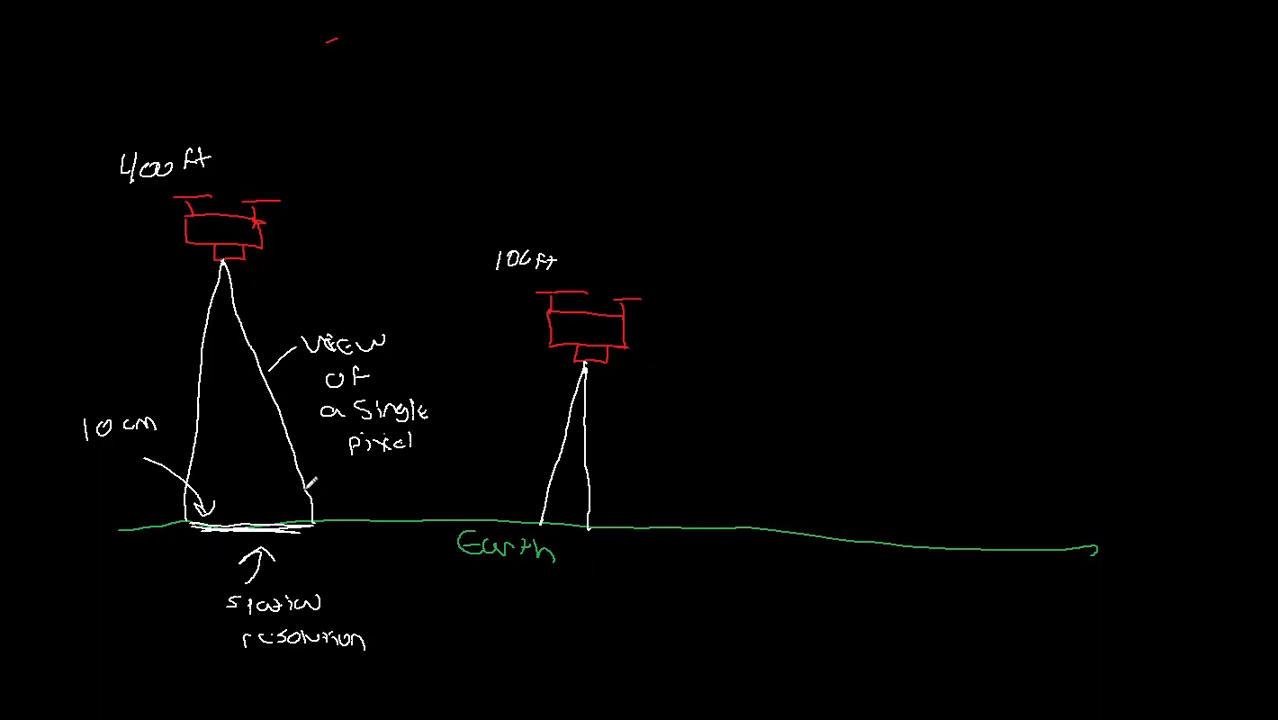 400 ft
100 ft
VIEW
OF
a Single
pixel
10 cm
Earth
Spatial
resolution